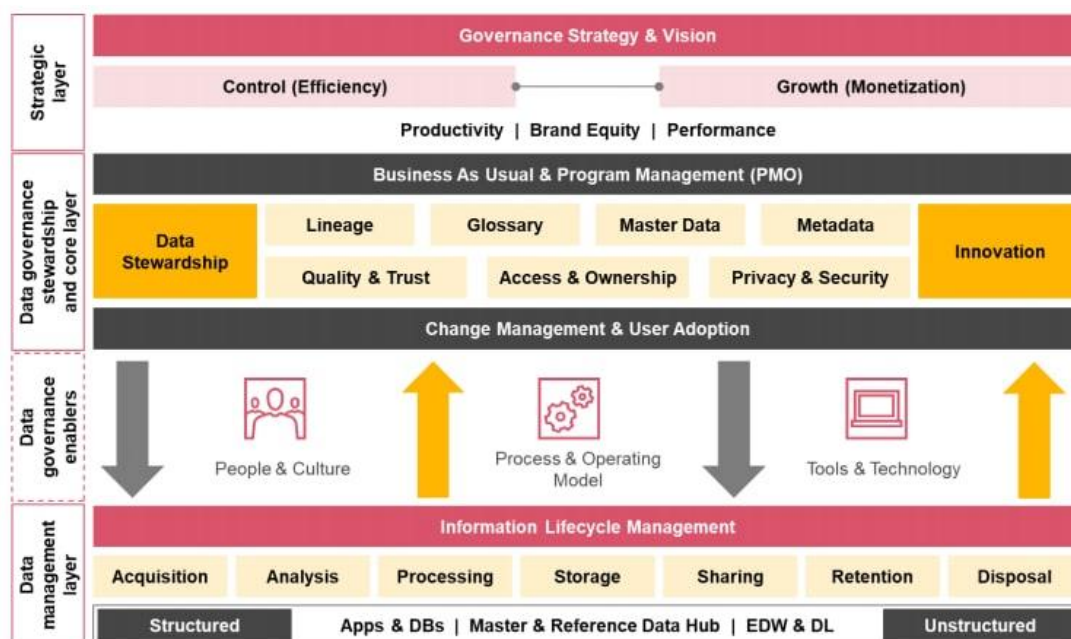 Strategic
layer
Governance Strategy & Vision
Control (Efficiency)
Growth (Monetization)
Productivity | Brand Equity | Performance
Data governance
stewardship
and core layer
Business As Usual & Program Management (PMO)
Data
Stewardship
Lineage
Glossary
Master Data
Metadata
Quality & Trust
Access & Ownership
Privacy & Security
Innovation
Change Management & User Adoption
Data
governance
enablers
People & Culture
Process & Operating
Model
Tools & Technology
Data
management
layer
Information Lifecycle Management
Acquisition
Analysis
Processing
Storage
Sharing
Retention
Disposal
Structured
Apps & DBs | Master & Reference Data Hub | EDW & DL
Unstructured